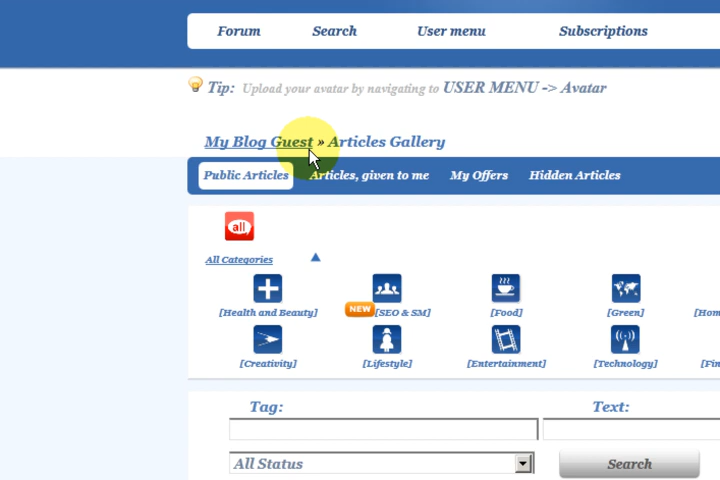 Forum Search User menu Subscriptions
Tip: Upload your avatar by navigating to USER MENU -> Avatar
My Blog Guest » Articles Gallery
Public Articles Articles, given to me My Offers Hidden Articles
all
All Categories
[Health and Beauty] NEW [SEO & SM] [Food] [Green] [Hom
[Creativity] [Lifestyle] [Entertainment] [Technology] [Fin
Tag: Text:
All Status Search